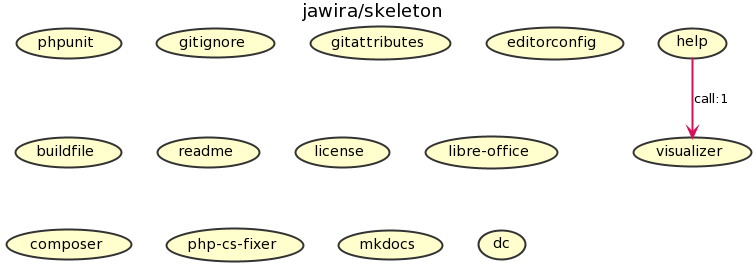 jawira/skeleton
phpunit
gitignore
gitattributes
editorconfig
help
call:1
buildfile
readme
license
libre-office
visualizer
composer
php-cs-fixer
mkdocs
dc